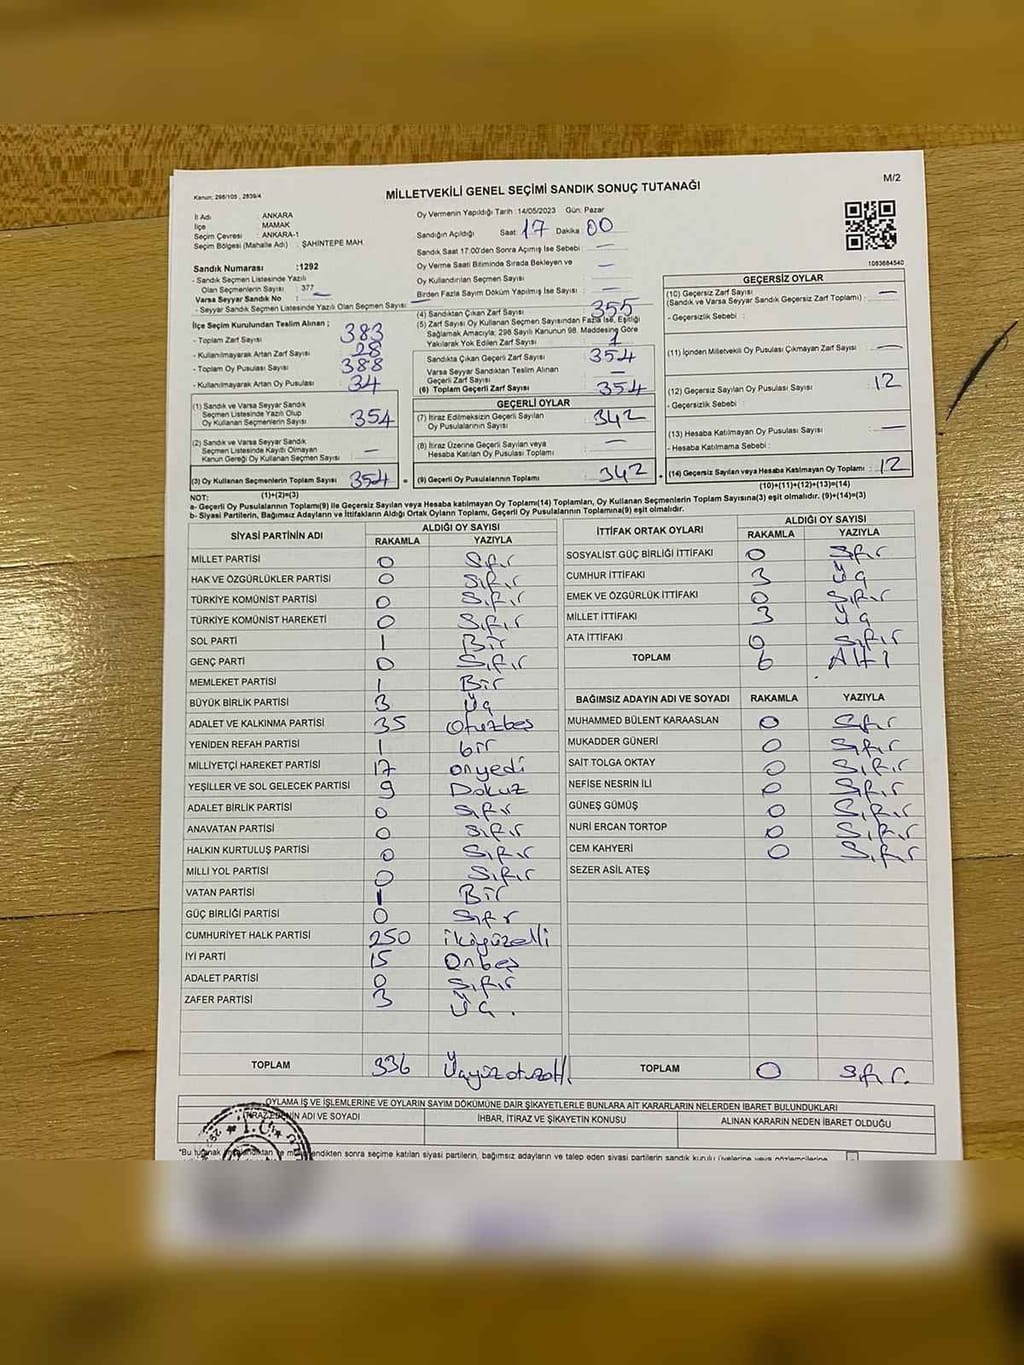 Kanun: 298/105 , 2839/4
MİLLETVEKİLİ GENEL SEÇİMİ SANDIK SONUÇ TUTANAĞI
M/2
İl Adı : ANKARA
İlçe : MAMAK
Seçim Çevresi : ANKARA-1
Seçim Bölgesi (Mahalle Adı) : ŞAHİNTEPE MAH.
Sandık Numarası :1292
- Sandık Seçmen Listesinde Yazılı
Olan Seçmenlerin Sayısı : 377
Varsa Seyyar Sandık No : —
- Seyyar Sandık Seçmen Listesinde Yazılı Olan Seçmen Sayısı: —
İlçe Seçim Kurulundan Teslim Alınan ;
- Toplam Zarf Sayısı : 383
- Kullanılmayarak Artan Zarf Sayısı : 28
- Toplam Oy Pusulası Sayısı : 388
- Kullanılmayarak Artan Oy Pusulası : 34
(1) Sandık ve Varsa Seyyar Sandık
Seçmen Listesinde Yazılı Olup
Oy Kullanan Seçmenlerin Sayısı : 354
(2) Sandık ve Varsa Seyyar Sandık
Seçmen Listesinde Kaydı Olmayan
Kanun Gereği Oy Kullanan Seçmen Sayısı : —
(3) Oy Kullanan Seçmenlerin Toplam Sayısı : 354
(1)+(2)=(3)
Oy Vermenin Yapıldığı Tarih :14/05/2023 Gün: Pazar
Sandığın Açıldığı Saat: 17 Dakika 00
Sandık Saat 17:00'den Sonra Açımış İse Sebebi : —
Oy Verme Saati Bitiminde Sırada Bekleyen ve
Oy Kullandırılan Seçmen Sayısı : —
Birden Fazla Sayım Döküm Yapılmış İse Sayısı : —
(4) Sandıktan Çıkan Zarf Sayısı : 355
(5) Zarf Sayısı Oy Kullanan Seçmen Sayısından Fazla İse, Eşitliği
Sağlamak Amacıyla; 298 Sayılı Kanunun 98. Maddesine Göre
Yakılarak Yok Edilen Zarf Sayısı : 1
Sandıkta Çıkan Geçerli Zarf Sayısı : 354
Varsa Seyyar Sandıktan Teslim Alınan
Geçerli Zarf Sayısı : —
(6) Toplam Geçerli Zarf Sayısı : 354
GEÇERLİ OYLAR
(7) İtiraz Edilmeksizin Geçerli Sayılan
Oy Pusulalarının Sayısı : 342
(8) İtiraz Üzerine Geçerli Sayılan veya
Hesaba Katılan Oy Pusulası Toplamı : —
(9) Geçerli Oy Pusulalarının Toplamı : 342
1083684540
GEÇERSİZ OYLAR
(10) Geçersiz Zarf Sayısı : —
(Sandık ve Varsa Seyyar Sandık Geçersiz Zarf Toplamı) :
- Geçersizlik Sebebi :
(11) İçinden Milletvekili Oy Pusulası Çıkmayan Zarf Sayısı : —
(12) Geçersiz Sayılan Oy Pusulası Sayısı : 12
- Geçersizlik Sebebi :
(13) Hesaba Katılmayan Oy Pusulası Sayısı : —
- Hesaba Katılmama Sebebi :
(14) Geçersiz Sayılan veya Hesaba Katılmayan Oy Toplamı : 12
(10)+(11)+(12)+(13)=(14)
NOT:
a- Geçerli Oy Pusulalarının Toplamı(9) ile Geçersiz Sayılan veya Hesaba katılmayan Oy Toplamı(14) Toplamları, Oy Kullanan Seçmenlerin Toplam Sayısına(3) eşit olmalıdır. (9)+(14)=(3)
b- Siyasi Partilerin, Bağımsız Adayların ve İttifakların Aldığı Ortak Oyların Toplamı, Geçerli Oy Pusulalarının Toplamına(9) eşit olmalıdır.
SİYASİ PARTİNİN ADI
ALDIĞI OY SAYISI
RAKAMLA YAZIYLA
MİLLET PARTİSİ 0 Sıfır
HAK VE ÖZGÜRLÜKLER PARTİSİ 0 Sıfır
TÜRKİYE KOMÜNİST PARTİSİ 0 Sıfır
TÜRKİYE KOMÜNİST HAREKETİ 0 Sıfır
SOL PARTİ 1 Bir
GENÇ PARTİ 0 Sıfır
MEMLEKET PARTİSİ 1 Bir
BÜYÜK BİRLİK PARTİSİ 3 Üç
ADALET VE KALKINMA PARTİSİ 35 Otuzbeş
YENİDEN REFAH PARTİSİ 1 bir
MİLLİYETÇİ HAREKET PARTİSİ 17 onyedi
YEŞİLLER VE SOL GELECEK PARTİSİ 9 Dokuz
ADALET BİRLİK PARTİSİ 0 Sıfır
ANAVATAN PARTİSİ 0 Sıfır
HALKIN KURTULUŞ PARTİSİ 0 Sıfır
MİLLİ YOL PARTİSİ 0 Sıfır
VATAN PARTİSİ 1 Bir
GÜÇ BİRLİĞİ PARTİSİ 0 Sıfır
CUMHURİYET HALK PARTİSİ 250 ikiyüzelli
İYİ PARTİ 15 Onbeş
ADALET PARTİSİ 0 Sıfır
ZAFER PARTİSİ 3 Üç.
TOPLAM 336
İTTİFAK ORTAK OYLARI
ALDIĞI OY SAYISI
RAKAMLA YAZIYLA
SOSYALİST GÜÇ BİRLİĞİ İTTİFAKI 0 Sıfır
CUMHUR İTTİFAKI 3 Üç
EMEK VE ÖZGÜRLÜK İTTİFAKI 0 Sıfır
MİLLET İTTİFAKI 3 Üç
ATA İTTİFAKI 0 Sıfır
TOPLAM 6 Altı
BAĞIMSIZ ADAYIN ADI VE SOYADI RAKAMLA YAZIYLA
MUHAMMED BÜLENT KARAASLAN 0 Sıfır
MUKADDER GÜNERİ 0 Sıfır
SAİT TOLGA OKTAY 0 Sıfır
NEFİSE NESRİN İLİ 0 Sıfır
GÜNEŞ GÜMÜŞ 0 Sıfır
NURİ ERCAN TORTOP 0 Sıfır
CEM KAHYERİ 0 Sıfır
SEZER ASİL ATEŞ
TOPLAM 0 Sıfır.
OYLAMA İŞ VE İŞLEMLERİNE VE OYLARIN SAYIM DÖKÜMÜNE DAİR ŞİKAYETLERLE BUNLARA AİT KARARLARIN NELERDEN İBARET BULUNDUKLARI
İTİRAZ EDENİN ADI VE SOYADI
İHBAR, İTİRAZ VE ŞİKAYETİN KONUSU
ALINAN KARARIN NEDEN İBARET OLDUĞU
T.C.
sonra seçime katılan siyasi partilerin, bağımsız adayların ve talep eden siyasi partilerin sandık kurulu üyelerine veya gözlemcilerine